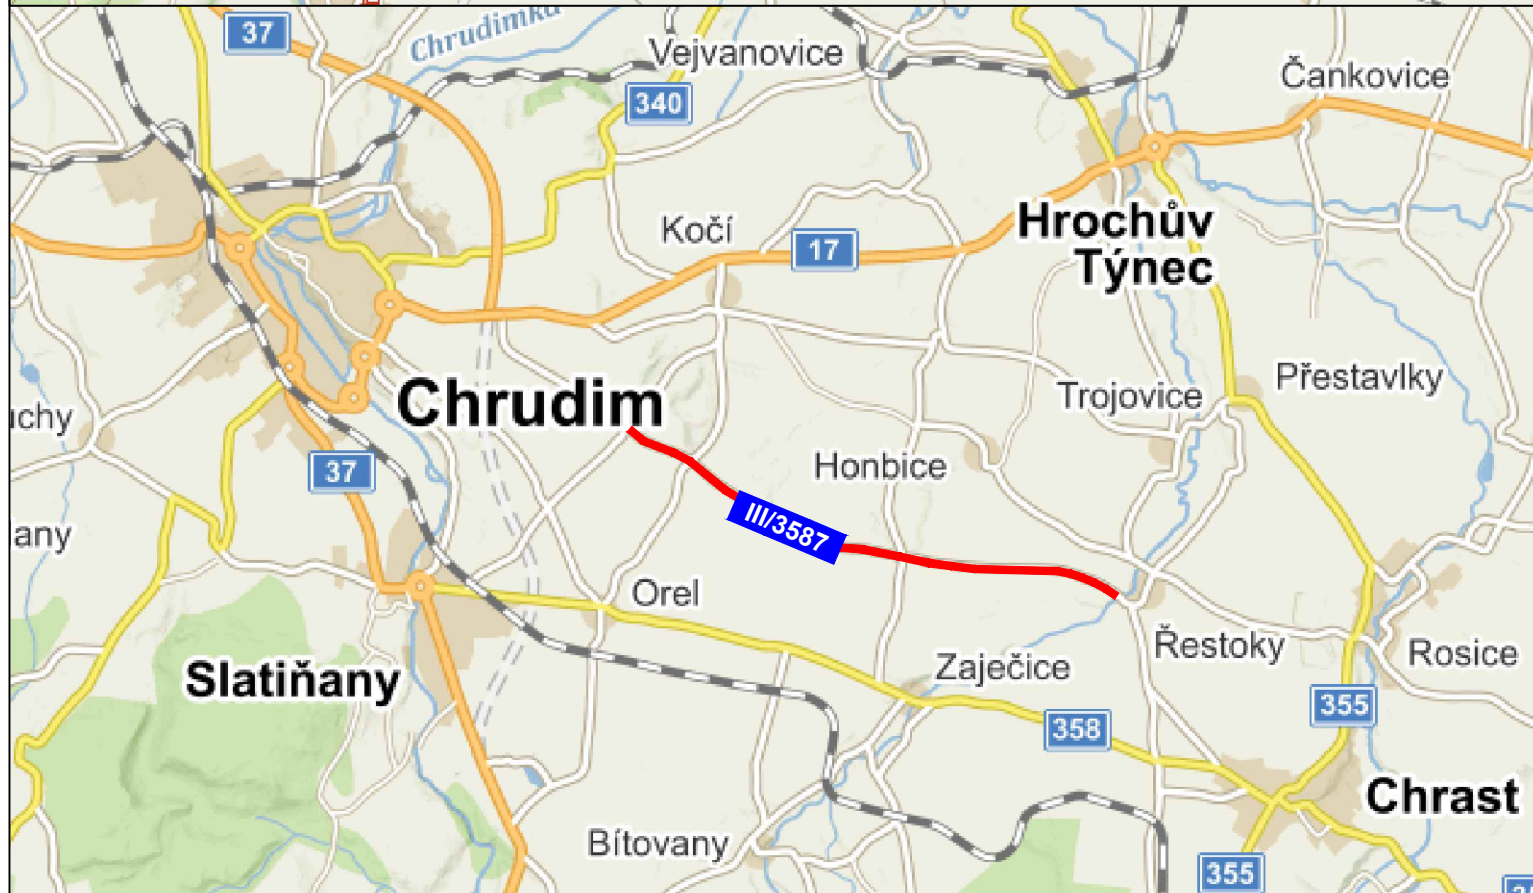 37
Chrudimka
Vejvanovice
Čankovice
340
Kočí
17
Hrochův
Týnec
Chrudim
Přestavlky
Trojovice
uchy
37
Honbice
III/3587
any
Orel
Řestoky
Rosice
Slatiňany
Zaječice
355
358
Chrast
Bítovany
355